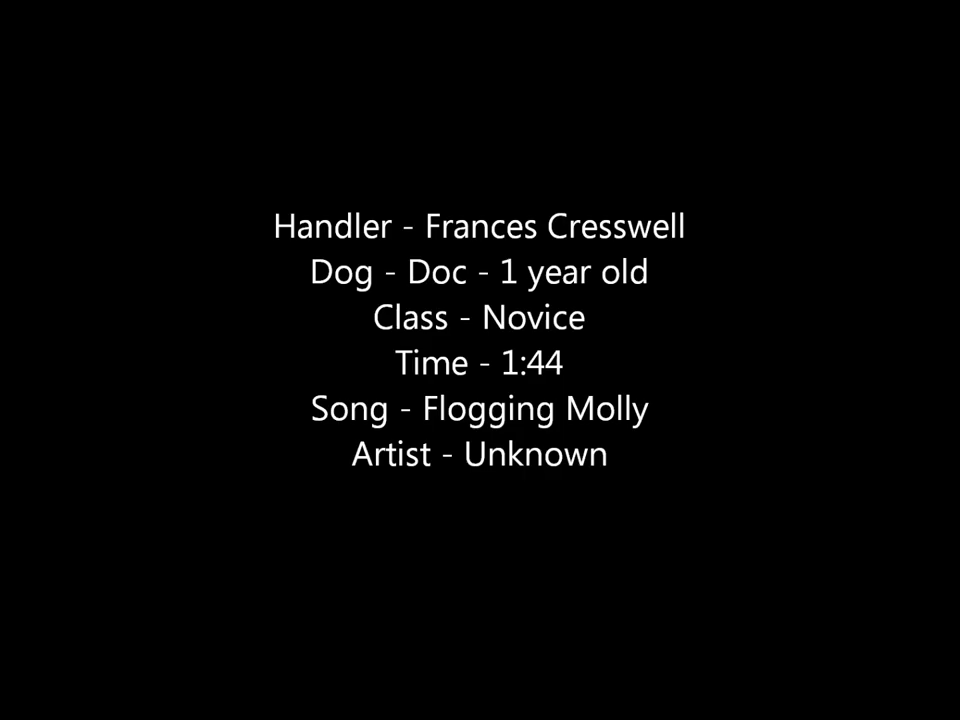 Handler - Frances Cresswell
Dog - Doc - 1 year old
Class - Novice
Time - 1:44
Song - Flogging Molly
Artist - Unknown